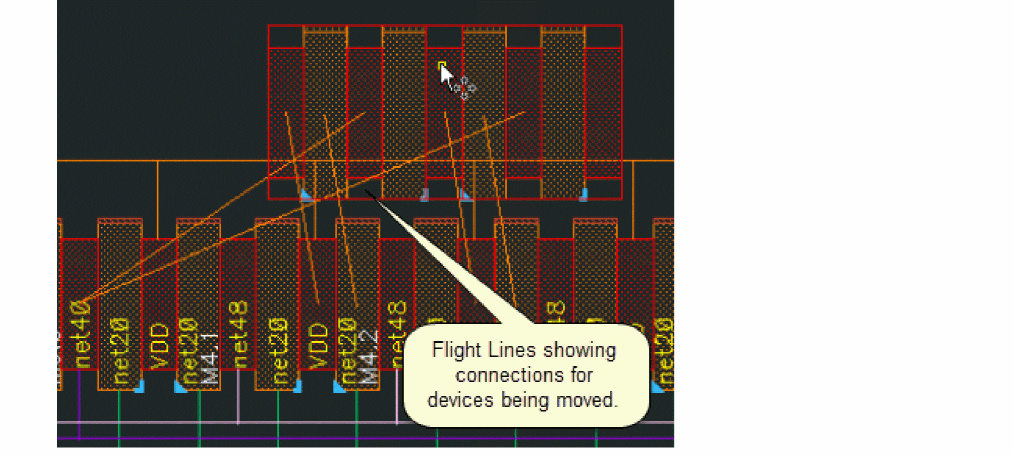 net40
net20
VDD
net20
M4.1
net48
net20
VDD
net20
M4.2
net48
48
net20
Flight Lines showing
connections for
devices being moved.